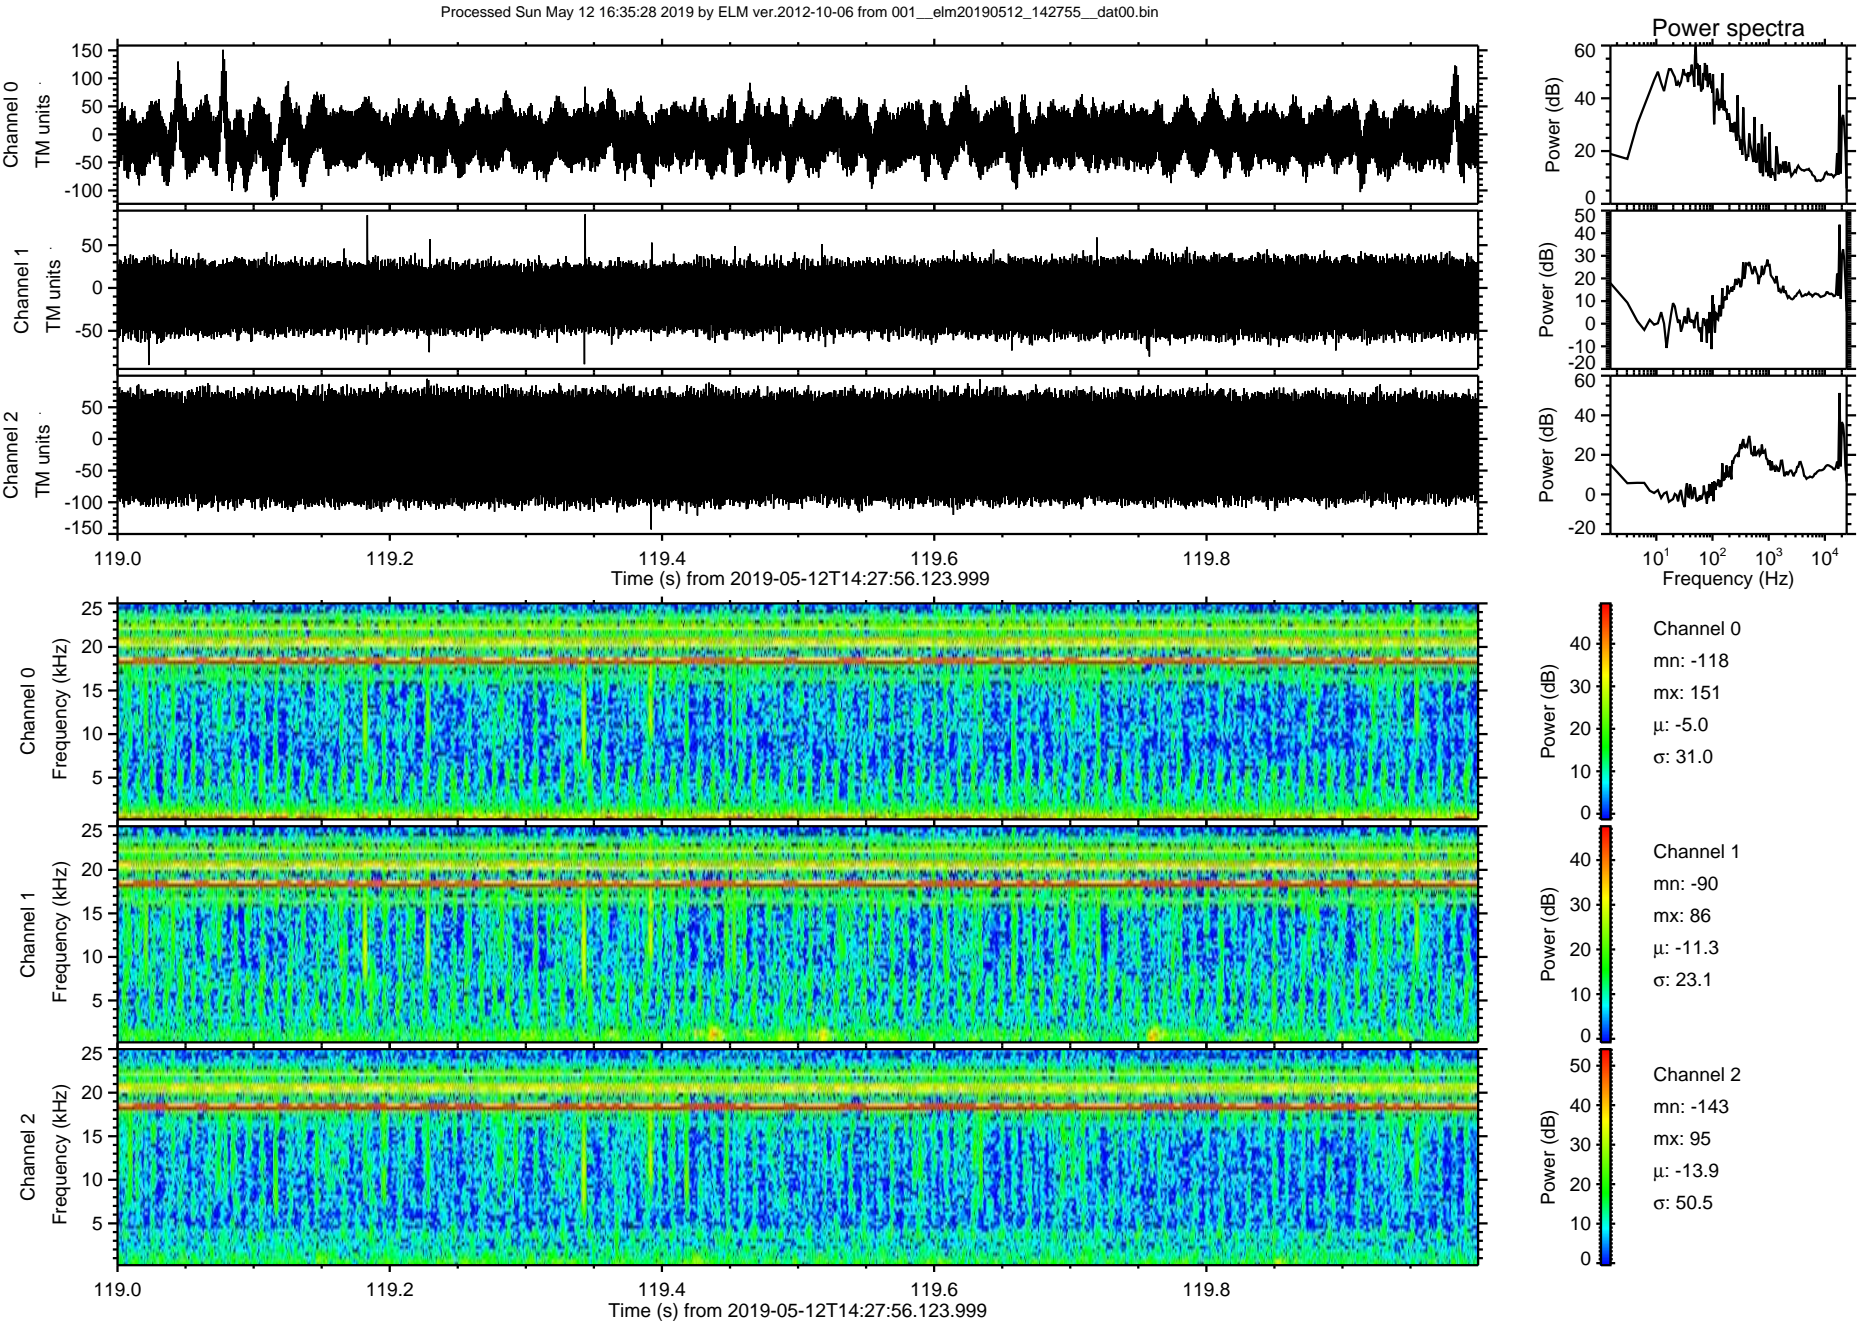 Processed Sun May 12 16:35:28 2019 by ELM ver.2012-10-06 from 001__elm20190512_142755__dat00.bin
Power spectra
Channel 0
TM units
150
100
50
0
-50
-100
Power (dB)
60
40
20
0
Channel 1
TM units
50
0
-50
Power (dB)
50
40
30
20
10
0
-10
-20
Channel 2
TM units
50
0
-50
-100
-150
Power (dB)
60
40
20
0
-20
119.0
119.2
119.4
119.6
119.8
Time (s) from 2019-05-12T14:27:56.123.999
10¹
10²
10³
10⁴
Frequency (Hz)
Channel 0
Frequency (kHz)
25
20
15
10
5
Power (dB)
40
30
20
10
0
Channel 0
mn: -118
mx: 151
µ: -5.0
σ: 31.0
Channel 1
Frequency (kHz)
25
20
15
10
5
Power (dB)
40
30
20
10
0
Channel 1
mn: -90
mx: 86
µ: -11.3
σ: 23.1
Channel 2
Frequency (kHz)
25
20
15
10
5
Power (dB)
50
40
30
20
10
0
Channel 2
mn: -143
mx: 95
µ: -13.9
σ: 50.5
119.0
119.2
119.4
119.6
119.8
Time (s) from 2019-05-12T14:27:56.123.999